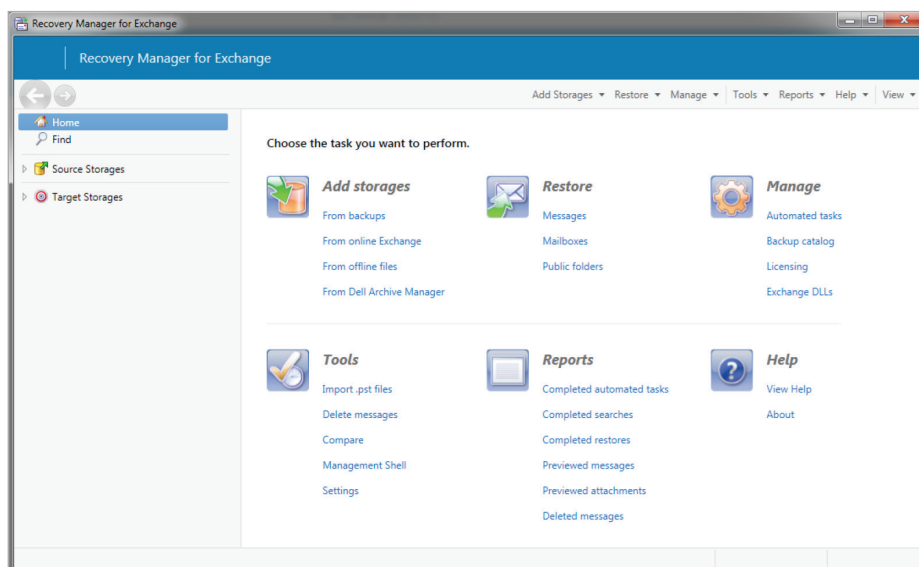 Recovery Manager for Exchange
Recovery Manager for Exchange
Add Storages Restore Manage Tools Reports Help View
Home
Find
Source Storages
Target Storages
Choose the task you want to perform.
Add storages
From backups
From online Exchange
From offline files
From Dell Archive Manager
Restore
Messages
Mailboxes
Public folders
Manage
Automated tasks
Backup catalog
Licensing
Exchange DLLs
Tools
Import .pst files
Delete messages
Compare
Management Shell
Settings
Reports
Completed automated tasks
Completed searches
Completed restores
Previewed messages
Previewed attachments
Deleted messages
Help
View Help
About